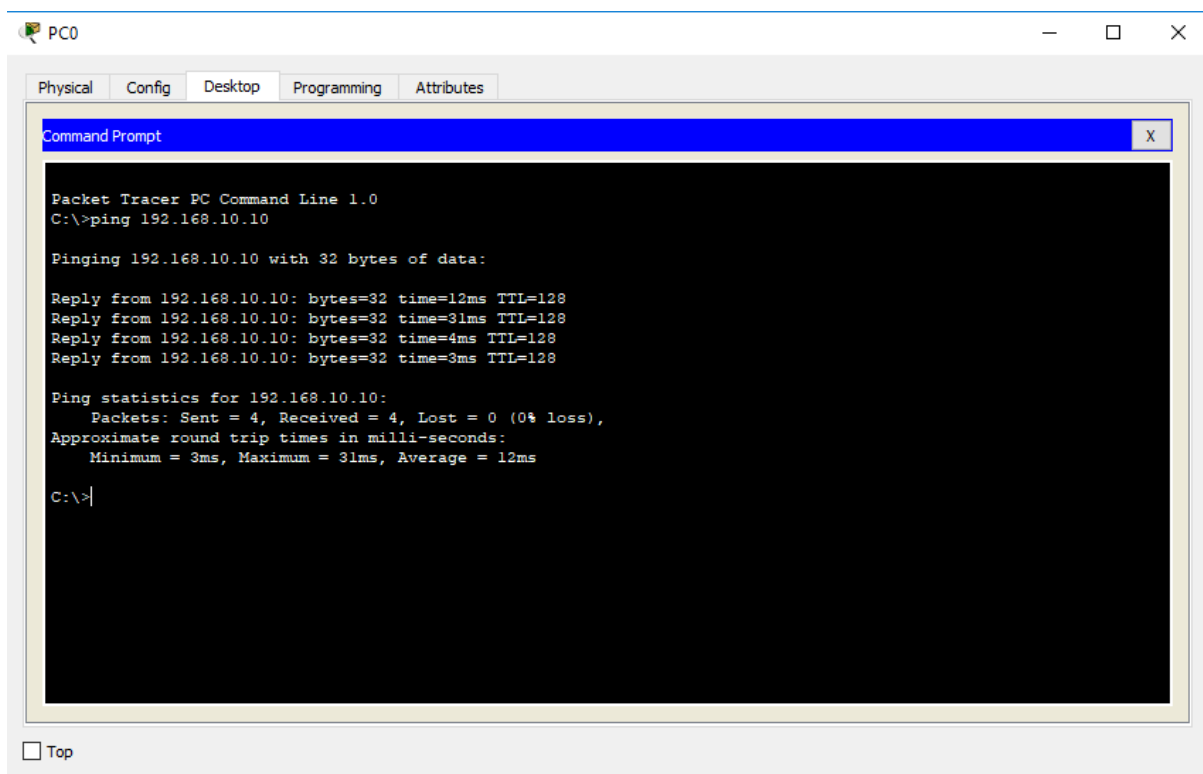 PC0
Physical Config Desktop Programming Attributes
Command Prompt X
Packet Tracer PC Command Line 1.0
C:\>ping 192.168.10.10
Pinging 192.168.10.10 with 32 bytes of data:
Reply from 192.168.10.10: bytes=32 time=12ms TTL=128
Reply from 192.168.10.10: bytes=32 time=31ms TTL=128
Reply from 192.168.10.10: bytes=32 time=4ms TTL=128
Reply from 192.168.10.10: bytes=32 time=3ms TTL=128
Ping statistics for 192.168.10.10:
Packets: Sent = 4, Received = 4, Lost = 0 (0% loss),
Approximate round trip times in milli-seconds:
Minimum = 3ms, Maximum = 31ms, Average = 12ms
C:\>
Top